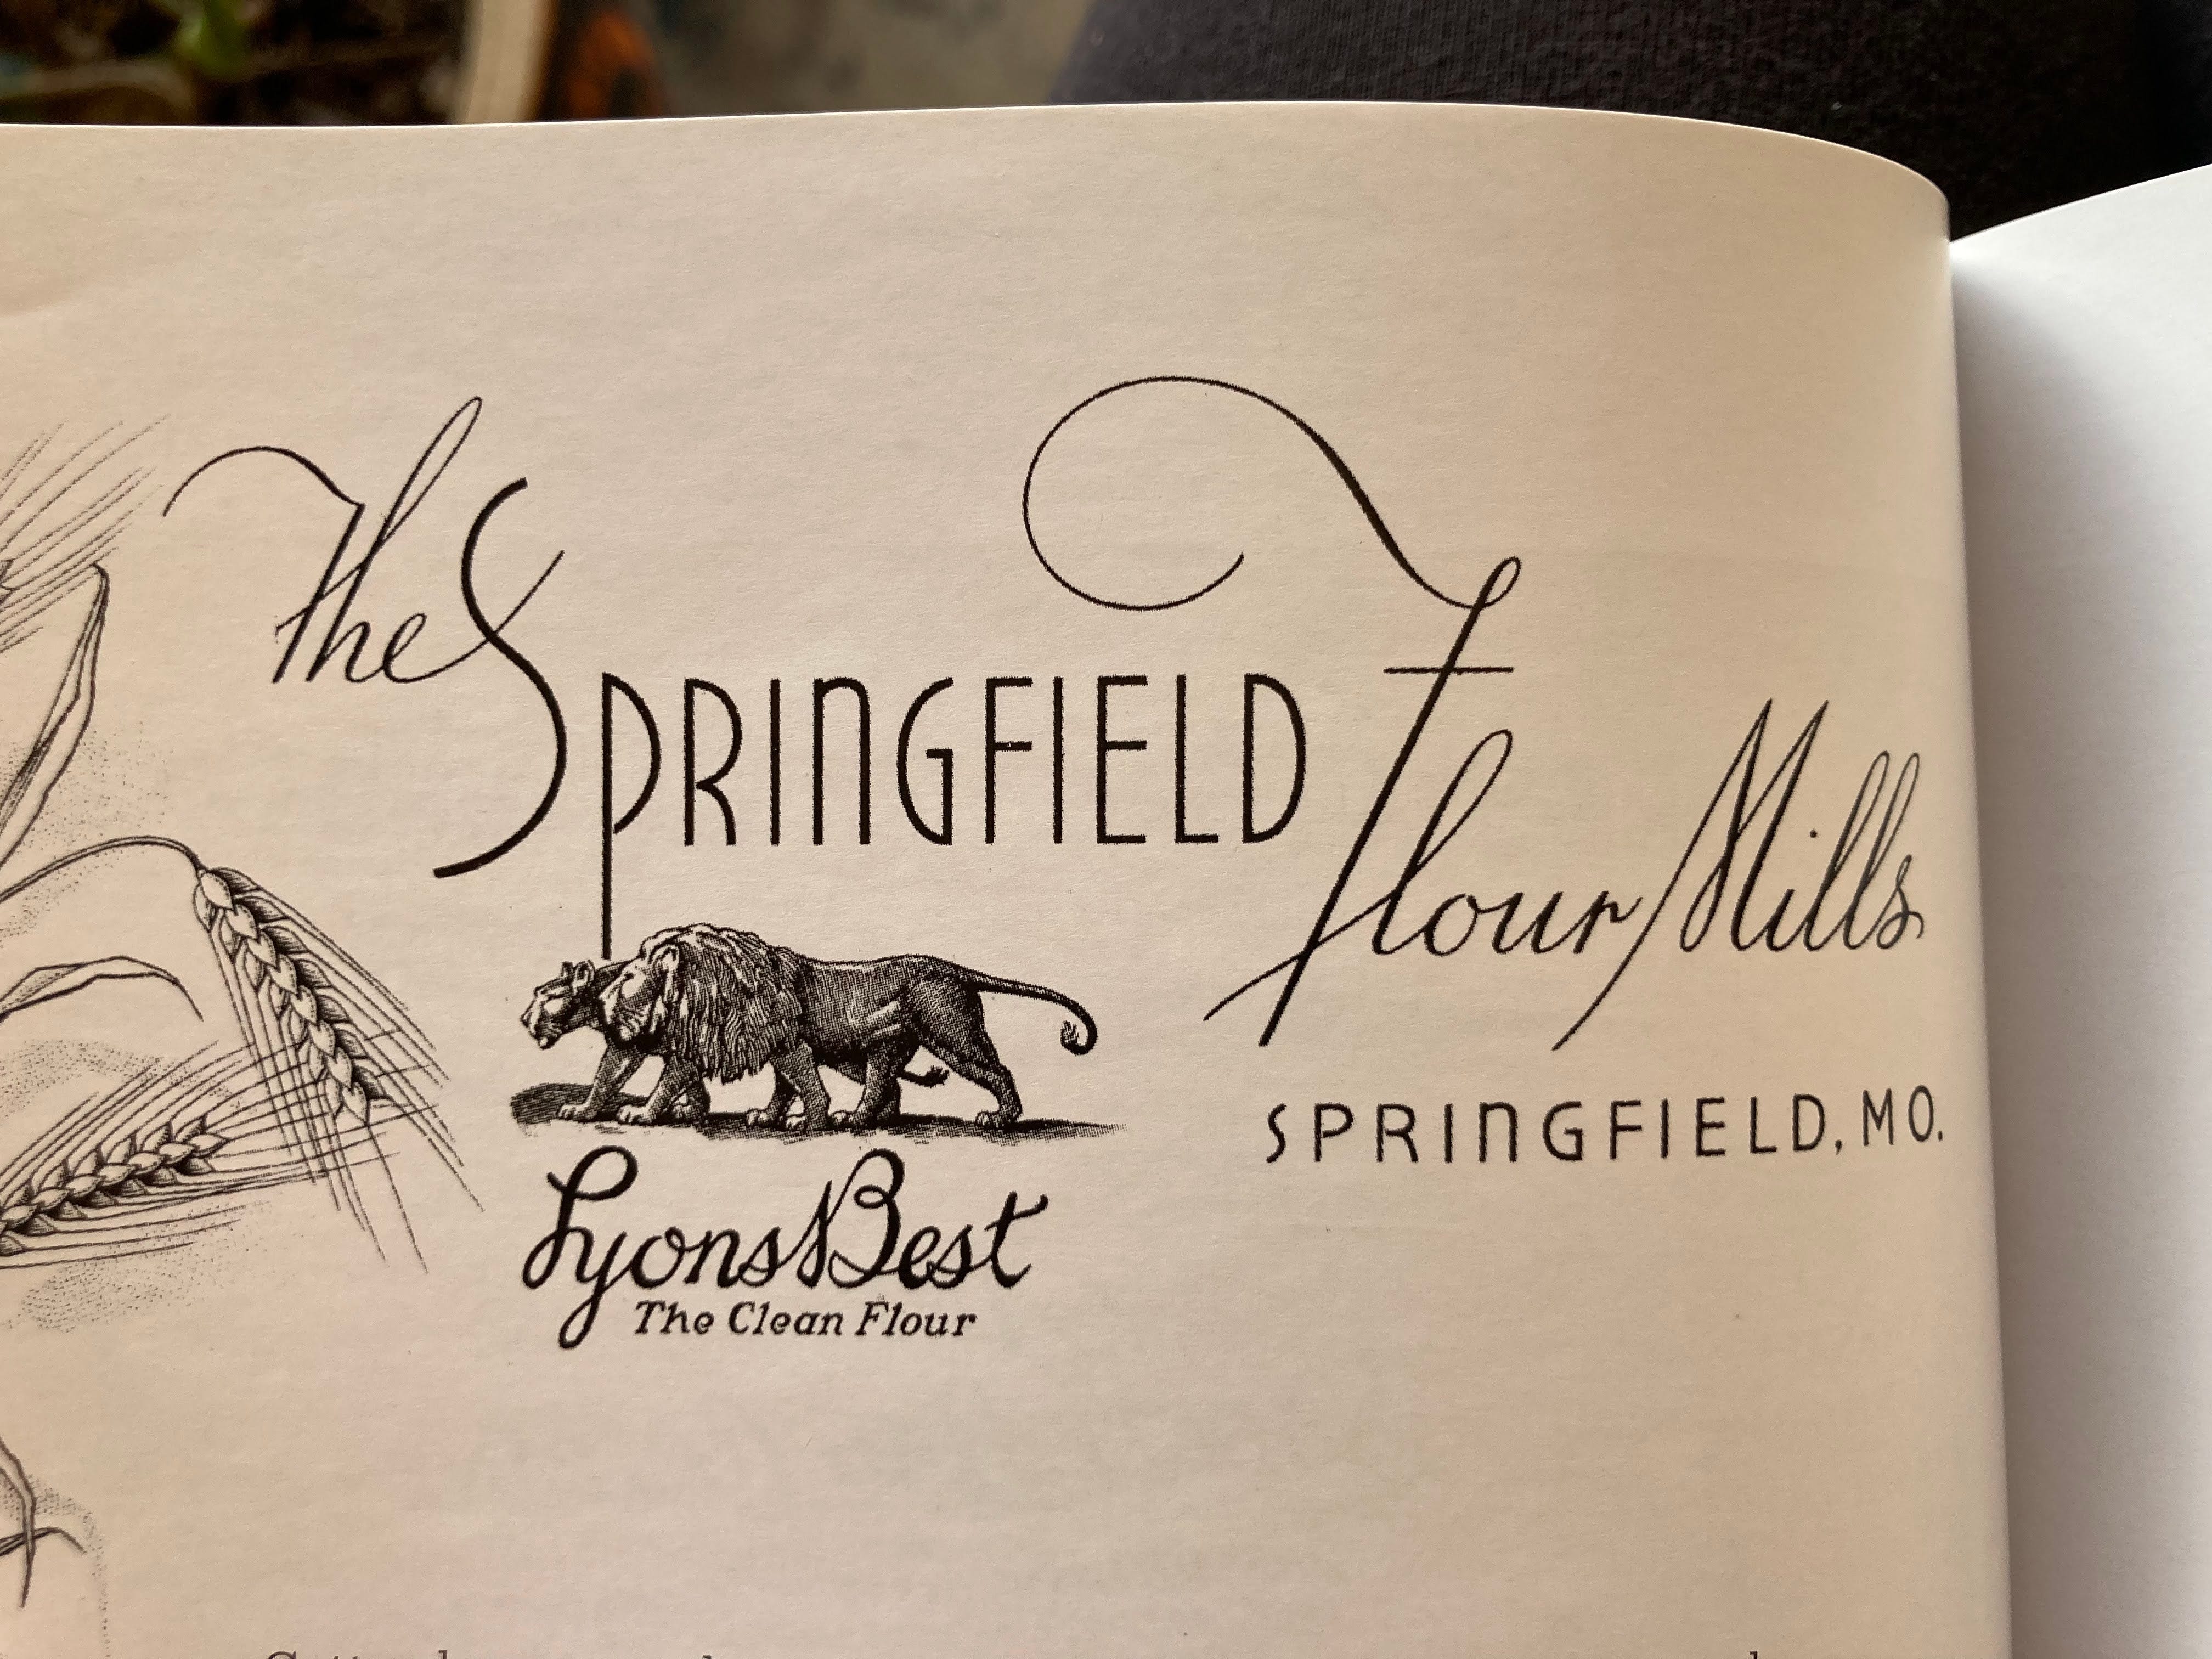 The SPRINGFIELD Flour Mills
SPRINGFIELD, MO.
Lyons Best
The Clean Flour